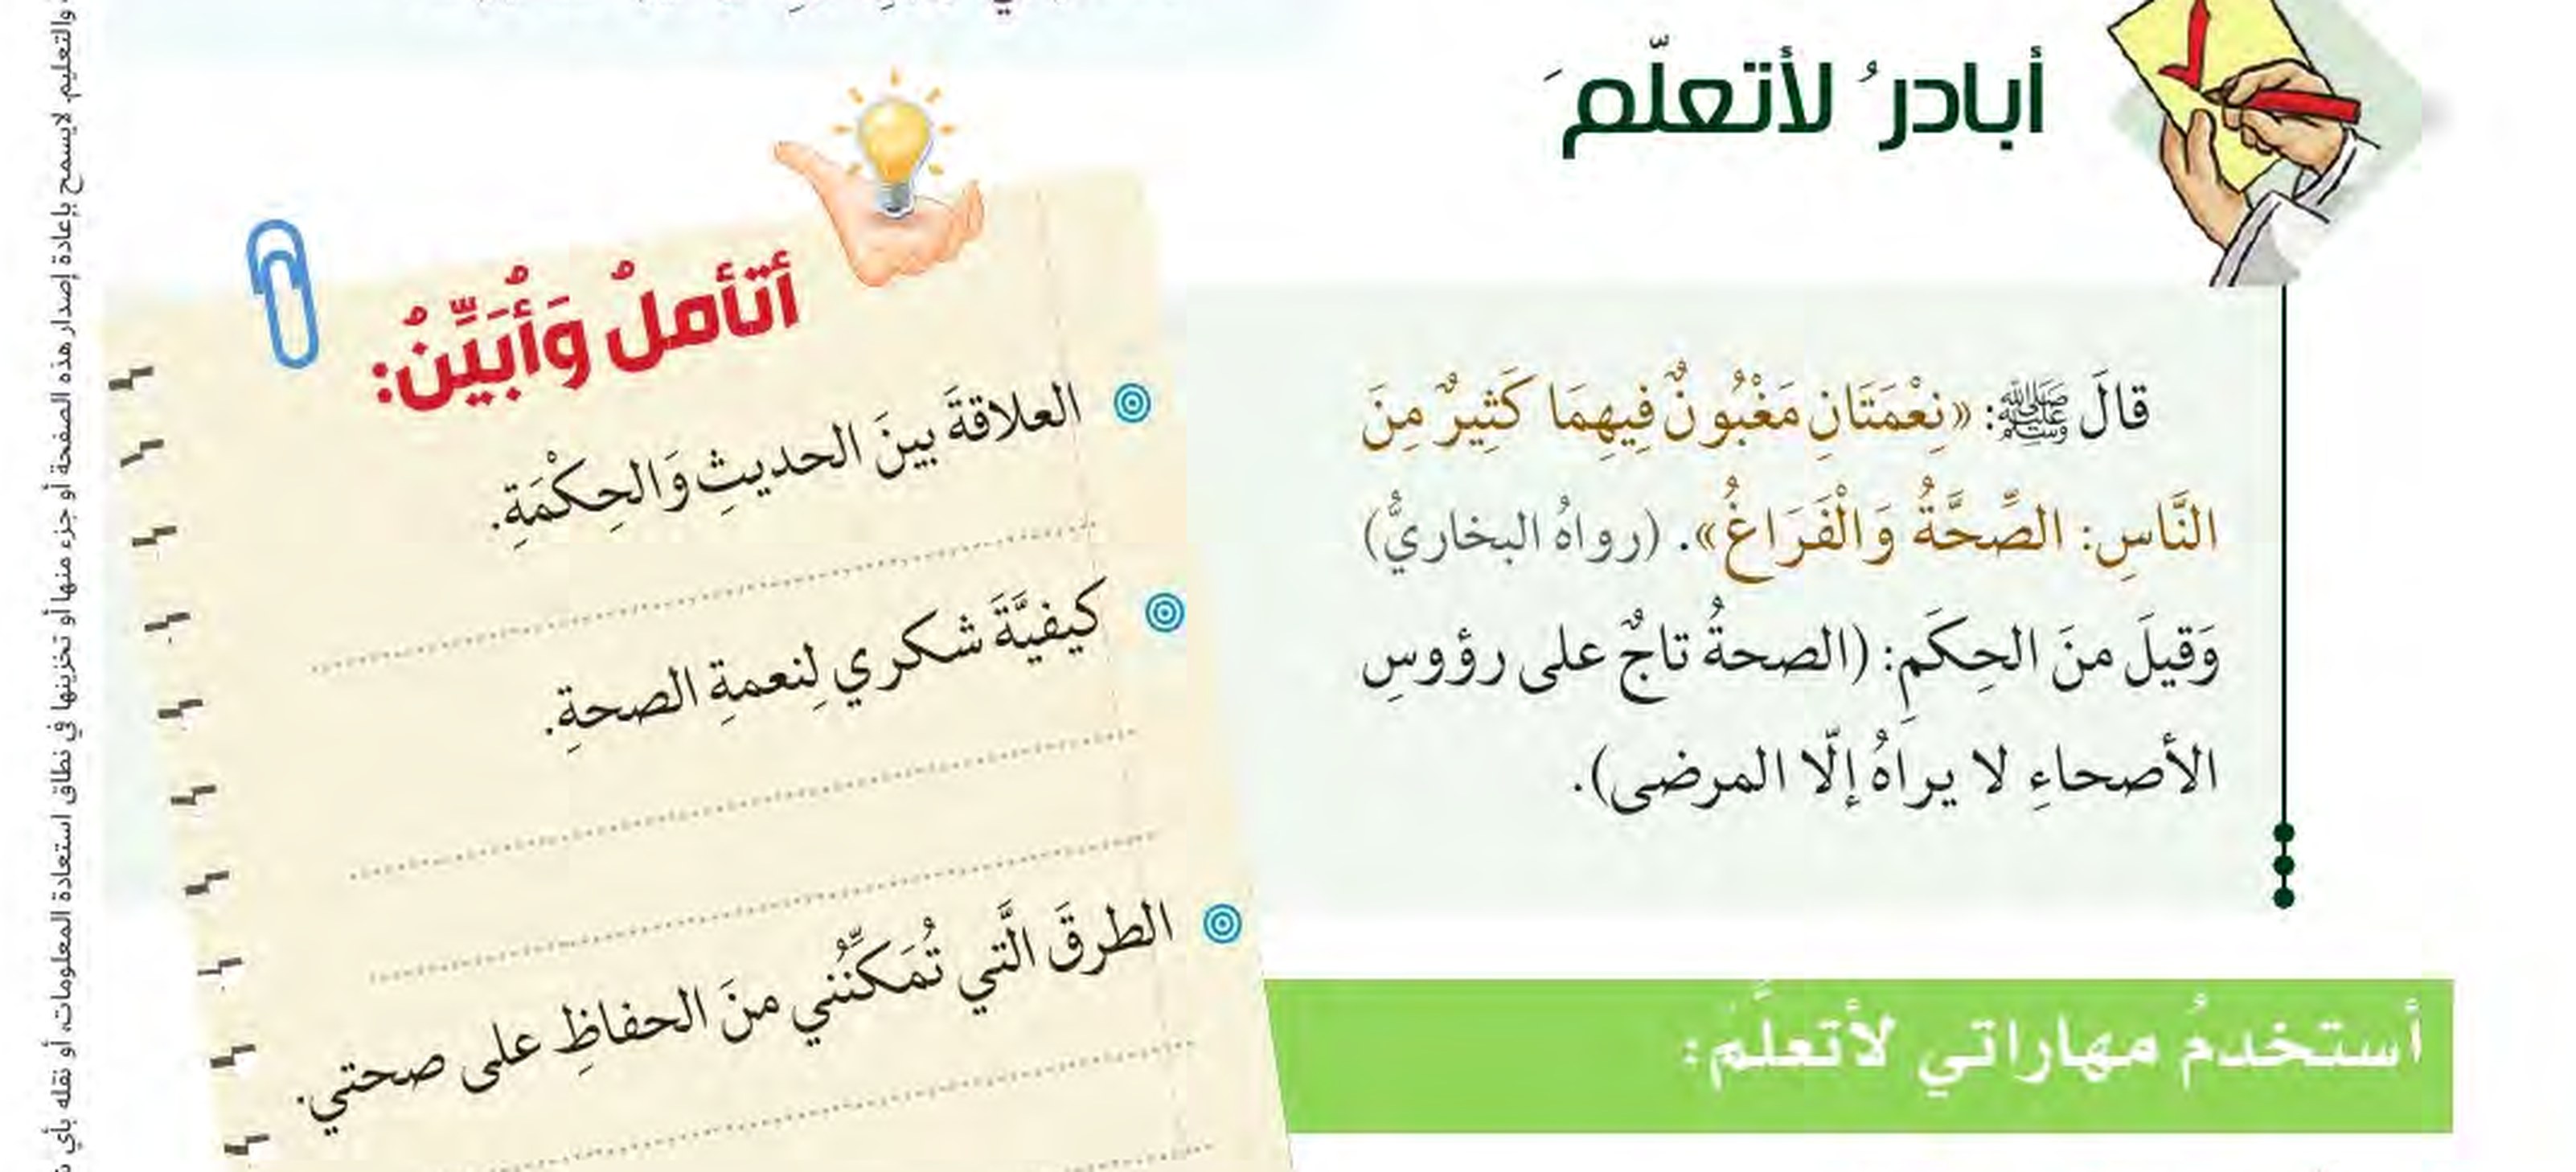 أبادرُ لأتعلّمَ
قالَ ﷺ: «نِعْمَتَانِ مَغْبُونٌ فِيهِمَا كَثِيرٌ مِنَ
النَّاسِ: الصِّحَّةُ وَالْفَرَاغُ». (رواهُ البخاريُّ)
وَقيلَ منَ الحِكَمِ: (الصحةُ تاجٌ على رؤوسِ
الأصحاءِ لا يراهُ إلّا المرضى).
أتأملُ وَأُبَيِّنُ:
العلاقةَ بينَ الحديثِ وَالحِكْمَةِ.
كيفيَّةَ شكري لِنعمةِ الصحةِ.
الطرقَ الَّتي تُمَكِّنُني منَ الحفاظِ على صحتي.
أستخدمُ مهاراتي لأتعلَّمَ:
والتعليم. لايسمح بإعادة إصدار هذه الصفحة أو جزء منها أو تخزينها في نطاق استعادة المعلومات، أو نقله بأي